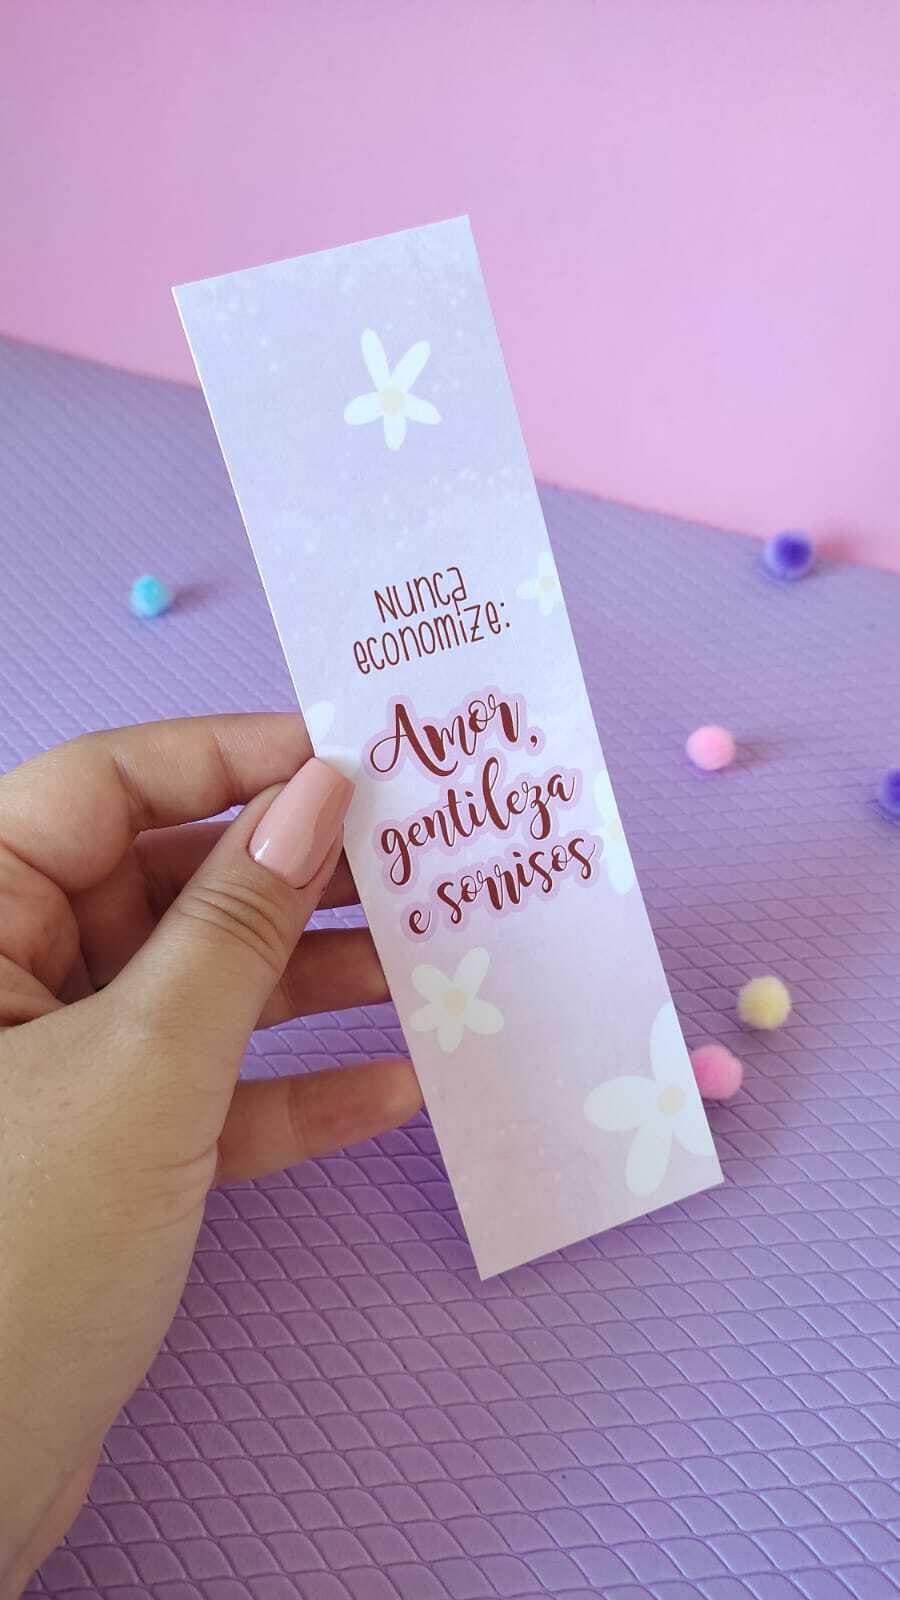 Nunca
economize:
Amor,
gentileza
e sorrisos